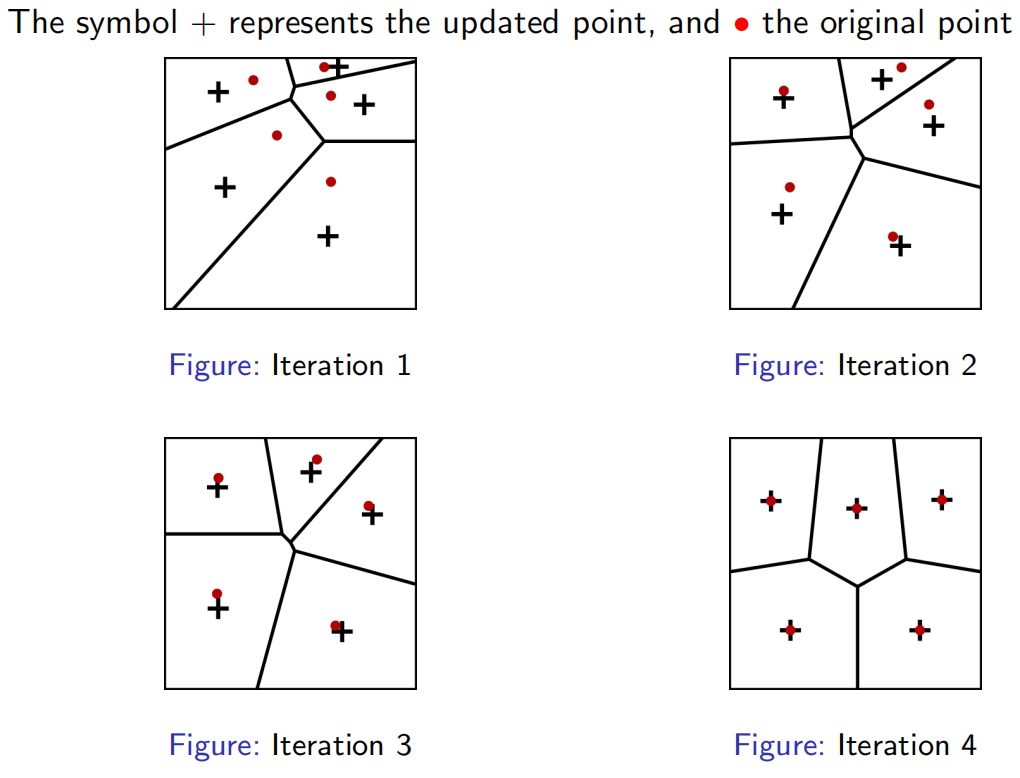 The symbol + represents the updated point, and • the original point
Figure: Iteration 1
Figure: Iteration 2
Figure: Iteration 3
Figure: Iteration 4